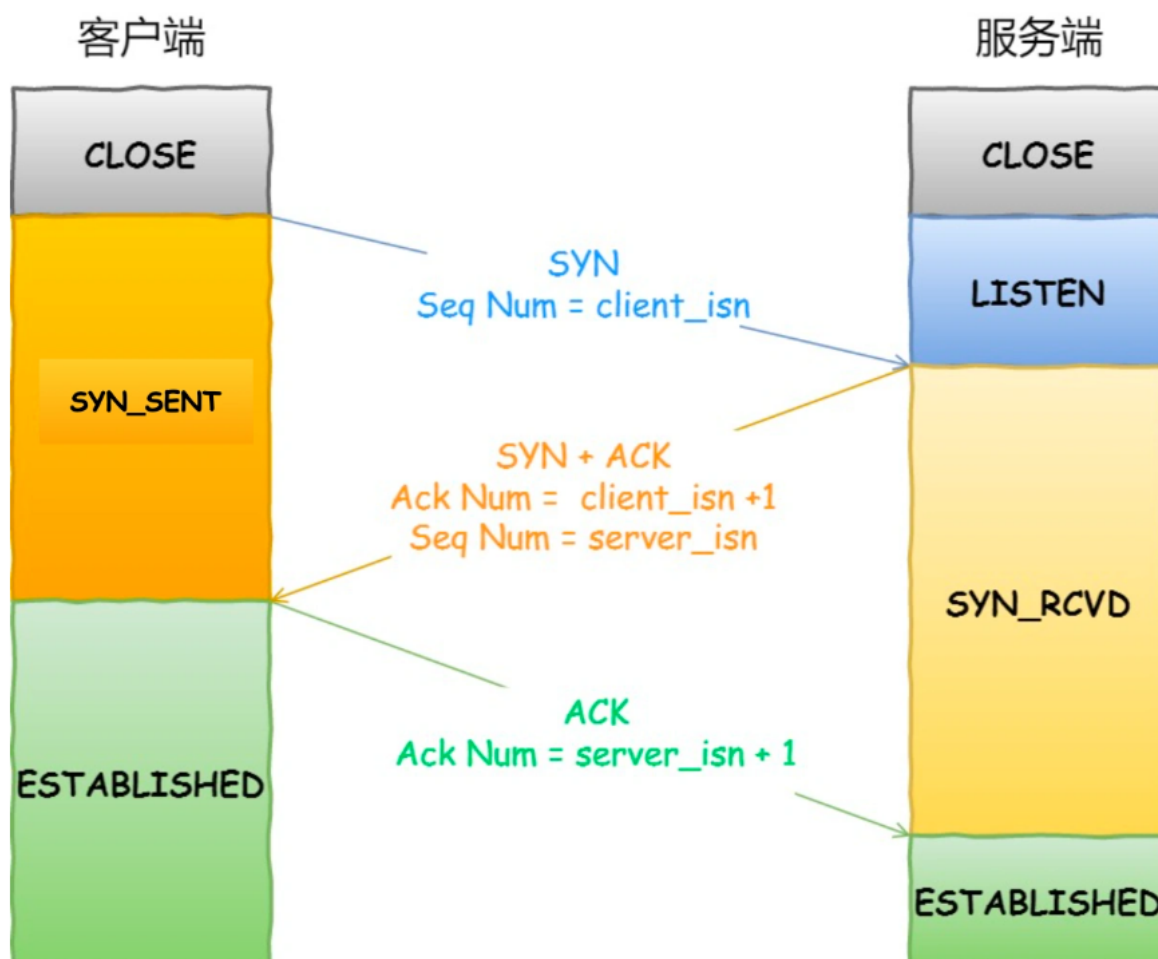 客户端
服务端
CLOSE
CLOSE
SYN
Seq Num = client_isn
LISTEN
SYN_SENT
SYN + ACK
Ack Num =  client_isn +1
Seq Num = server_isn
SYN_RCVD
ACK
Ack Num = server_isn + 1
ESTABLISHED
ESTABLISHED